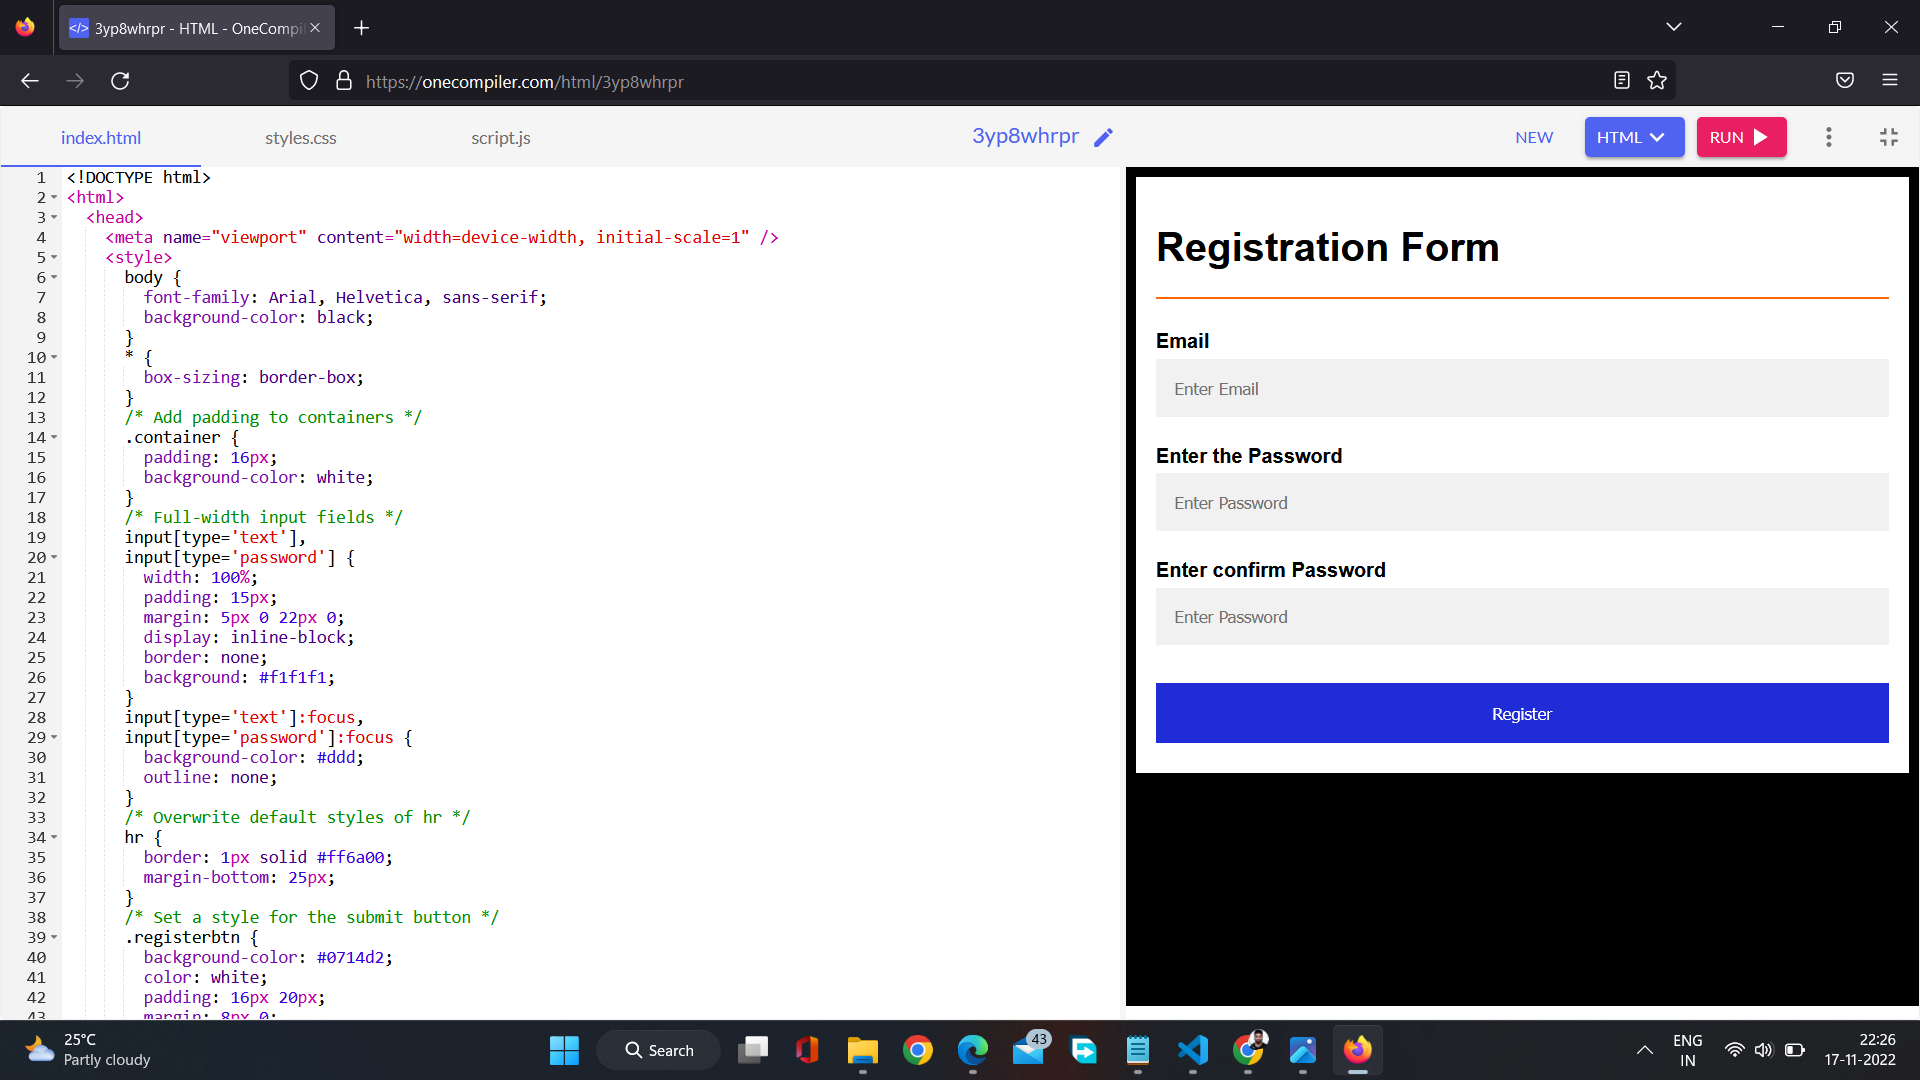 3yp8whrpr - HTML - OneCompil
https://onecompiler.com/html/3yp8whrpr
index.html styles.css script.js 3yp8whrpr NEW HTML RUN
1 <!DOCTYPE html>
2 <html>
3 <head>
4 <meta name="viewport" content="width=device-width, initial-scale=1" />
5 <style>
6 body {
7 font-family: Arial, Helvetica, sans-serif;
8 background-color: black;
9 }
10 * {
11 box-sizing: border-box;
12 }
13 /* Add padding to containers */
14 .container {
15 padding: 16px;
16 background-color: white;
17 }
18 /* Full-width input fields */
19 input[type='text'],
20 input[type='password'] {
21 width: 100%;
22 padding: 15px;
23 margin: 5px 0 22px 0;
24 display: inline-block;
25 border: none;
26 background: #f1f1f1;
27 }
28 input[type='text']:focus,
29 input[type='password']:focus {
30 background-color: #ddd;
31 outline: none;
32 }
33 /* Overwrite default styles of hr */
34 hr {
35 border: 1px solid #ff6a00;
36 margin-bottom: 25px;
37 }
38 /* Set a style for the submit button */
39 .registerbtn {
40 background-color: #0714d2;
41 color: white;
42 padding: 16px 20px;
43 margin: 8px 0;
Registration Form
Email
Enter Email
Enter the Password
Enter Password
Enter confirm Password
Enter Password
Register
25°C
Partly cloudy
Search
43
ENG
IN
22:26
17-11-2022